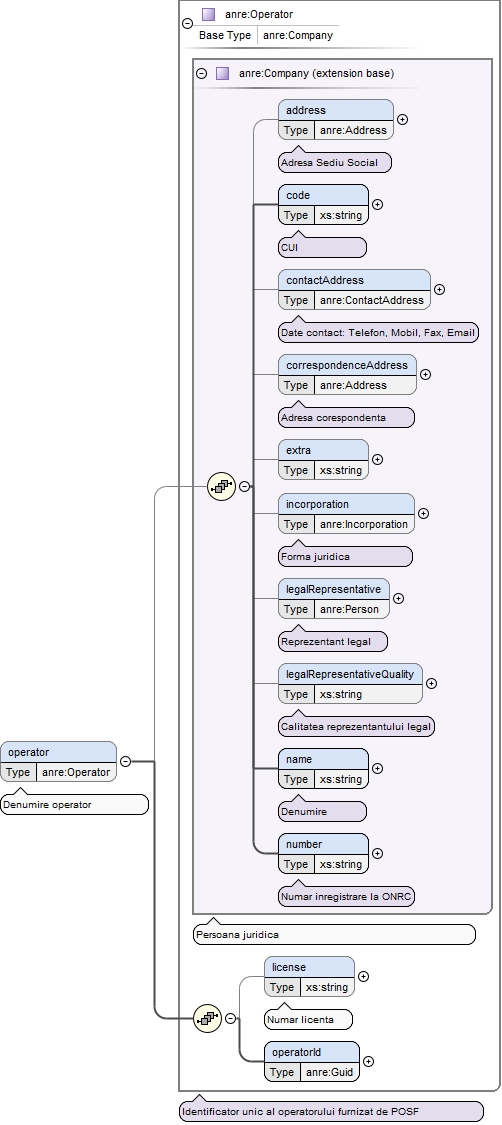 anre:Operator
Base Type anre:Company
anre:Company (extension base)
address
Type anre:Address
Adresa Sediu Social
code
Type xs:string
CUI
contactAddress
Type anre:ContactAddress
Date contact: Telefon, Mobil, Fax, Email
correspondenceAddress
Type anre:Address
Adresa corespondenta
extra
Type xs:string
incorporation
Type anre:Incorporation
Forma juridica
legalRepresentative
Type anre:Person
Reprezentant legal
legalRepresentativeQuality
Type xs:string
Calitatea reprezentantului legal
operator
Type anre:Operator
Denumire operator
name
Type xs:string
Denumire
number
Type xs:string
Numar inregistrare la ONRC
Persoana juridica
license
Type xs:string
Numar licenta
operatorId
Type anre:Guid
Identificator unic al operatorului furnizat de POSF